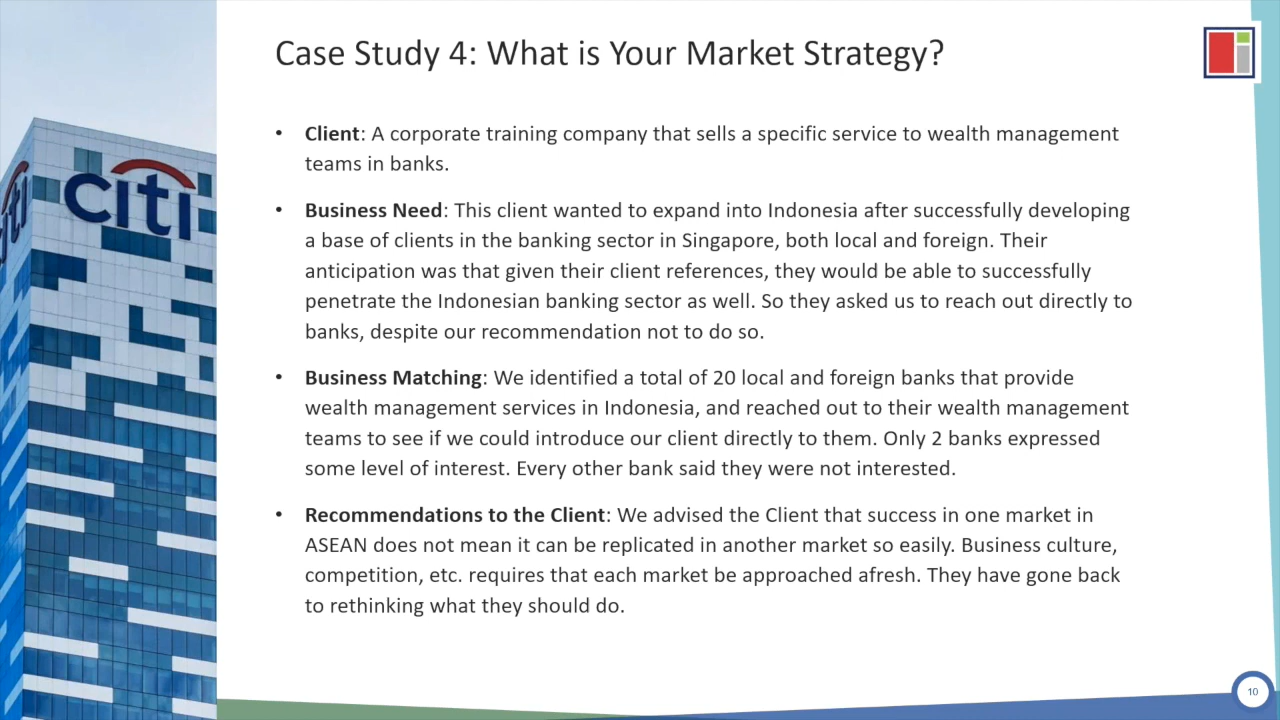 Case Study 4: What is Your Market Strategy?
citi
• Client: A corporate training company that sells a specific service to wealth management
teams in banks.
• Business Need: This client wanted to expand into Indonesia after successfully developing
a base of clients in the banking sector in Singapore, both local and foreign. Their
anticipation was that given their client references, they would be able to successfully
penetrate the Indonesian banking sector as well. So they asked us to reach out directly to
banks, despite our recommendation not to do so.
• Business Matching: We identified a total of 20 local and foreign banks that provide
wealth management services in Indonesia, and reached out to their wealth management
teams to see if we could introduce our client directly to them. Only 2 banks expressed
some level of interest. Every other bank said they were not interested.
• Recommendations to the Client: We advised the Client that success in one market in
ASEAN does not mean it can be replicated in another market so easily. Business culture,
competition, etc. requires that each market be approached afresh. They have gone back
to rethinking what they should do.
10